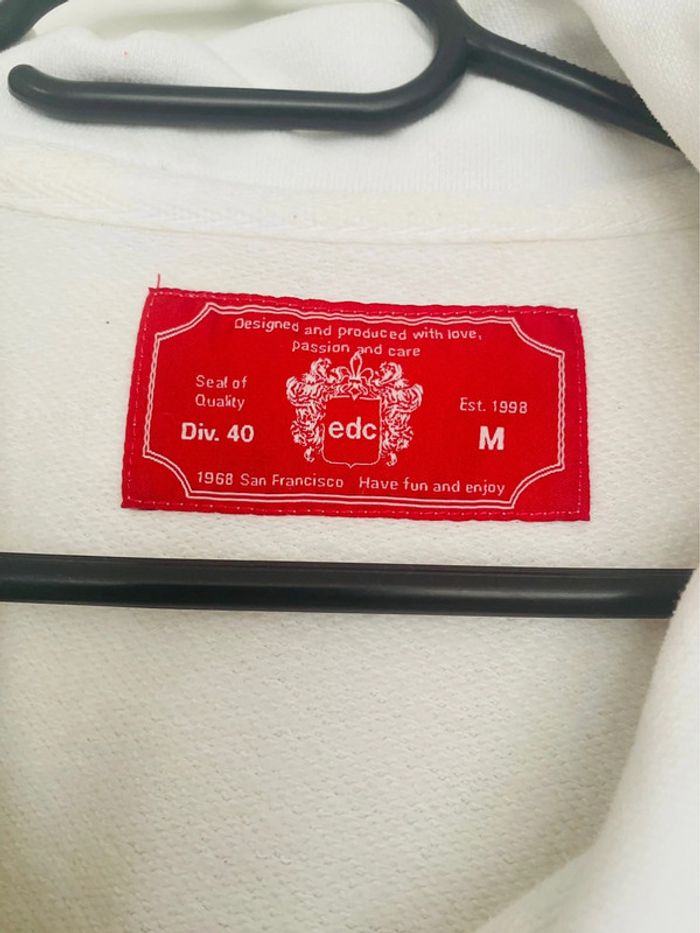 Designed and produced with love,
passion and care
Seal of
Quality
Div. 40
edc
Est. 1998
M
1968 San Francisco Have fun and enjoy